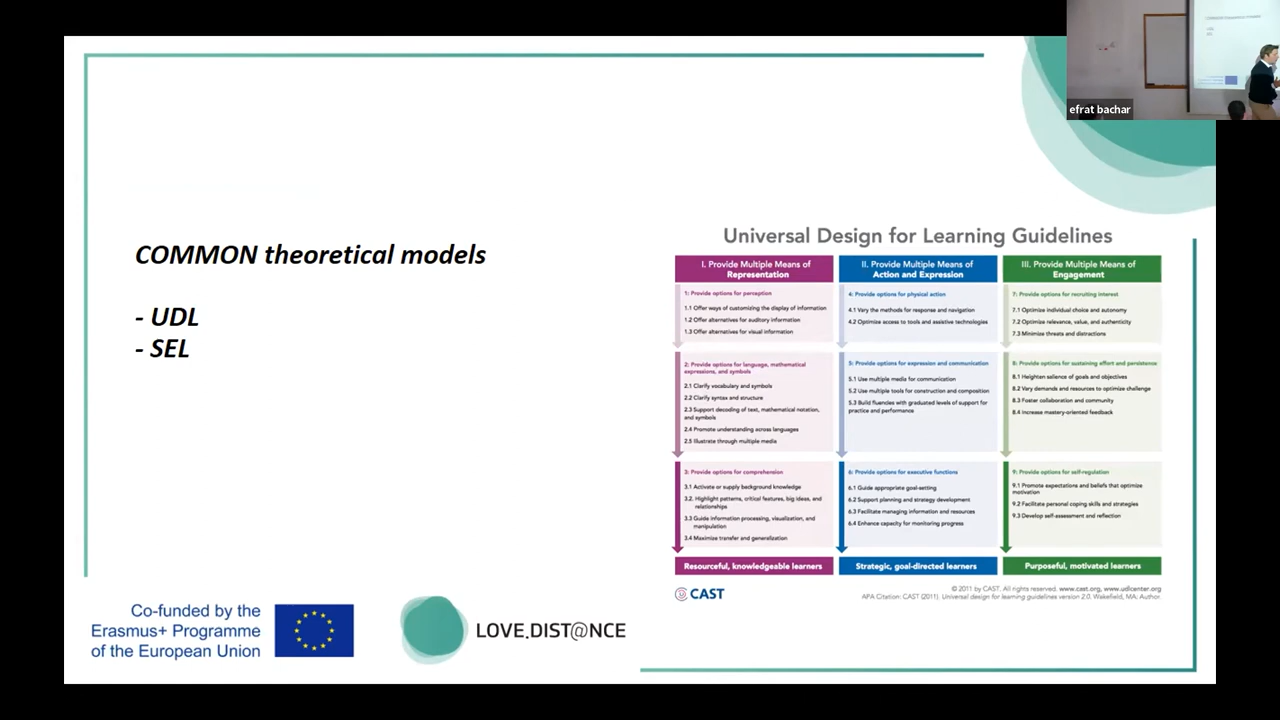 efrat bachar
COMMON theoretical models
- UDL
- SEL
Universal Design for Learning Guidelines
I. Provide Multiple Means of
Representation
1: Provide options for perception
1.1 Offer ways of customizing the display of information
1.2 Offer alternatives for auditory information
1.3 Offer alternatives for visual information
2: Provide options for language, mathematical
expressions, and symbols
2.1 Clarify vocabulary and symbols
2.2 Clarify syntax and structure
2.3 Support decoding of text, mathematical notation,
and symbols
2.4 Promote understanding across languages
2.5 Illustrate through multiple media
3: Provide options for comprehension
3.1 Activate or supply background knowledge
3.2. Highlight patterns, critical features, big ideas, and
relationships
3.3 Guide information processing, visualization, and
manipulation
3.4 Maximize transfer and generalization
Resourceful, knowledgeable learners
II. Provide Multiple Means of
Action and Expression
4: Provide options for physical action
4.1 Vary the methods for response and navigation
4.2 Optimize access to tools and assistive technologies
5: Provide options for expression and communication
5.1 Use multiple media for communication
5.2 Use multiple tools for construction and composition
5.3 Build fluencies with graduated levels of support for
practice and performance
6: Provide options for executive functions
6.1 Guide appropriate goal-setting
6.2 Support planning and strategy development
6.3 Facilitate managing information and resources
6.4 Enhance capacity for monitoring progress
Strategic, goal-directed learners
III. Provide Multiple Means of
Engagement
7: Provide options for recruiting interest
7.1 Optimize individual choice and autonomy
7.2 Optimize relevance, value, and authenticity
7.3 Minimize threats and distractions
8: Provide options for sustaining effort and persistence
8.1 Heighten salience of goals and objectives
8.2 Vary demands and resources to optimize challenge
8.3 Foster collaboration and community
8.4 Increase mastery-oriented feedback
9: Provide options for self-regulation
9.1 Promote expectations and beliefs that optimize
motivation
9.2 Facilitate personal coping skills and strategies
9.3 Develop self-assessment and reflection
Purposeful, motivated learners
CAST
© 2011 by CAST. All rights reserved. www.cast.org, www.udlcenter.org
APA Citation: CAST (2011). Universal design for learning guidelines version 2.0. Wakefield, MA: Author.
Co-funded by the
Erasmus+ Programme
of the European Union
LOVE.DIST@NCE